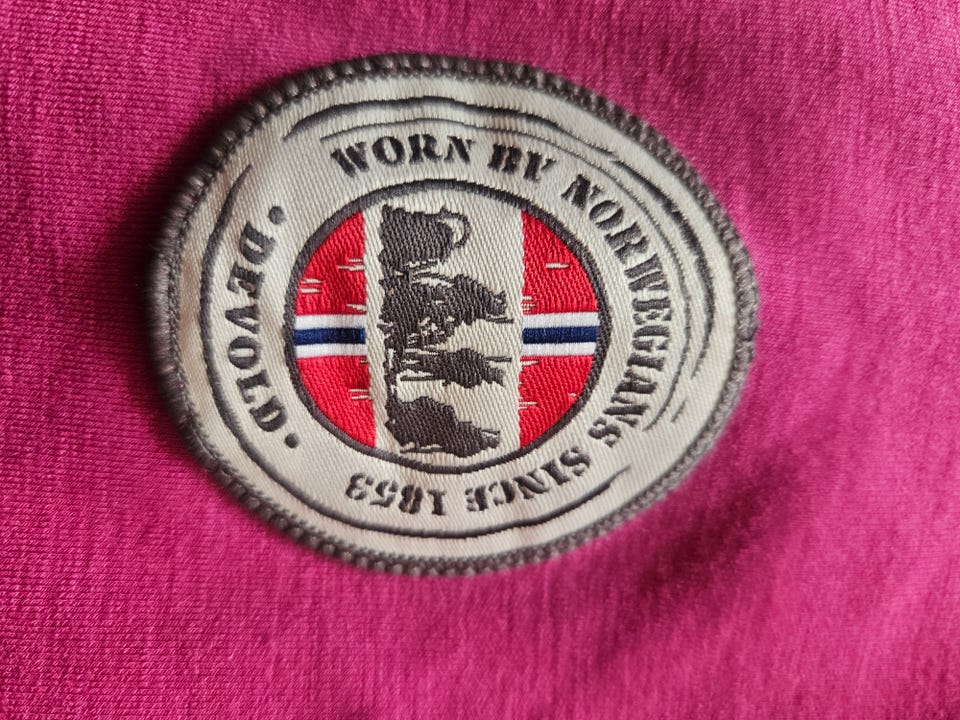 WORN BY NORWEGIANS SINCE 1853
• DEVOLD •